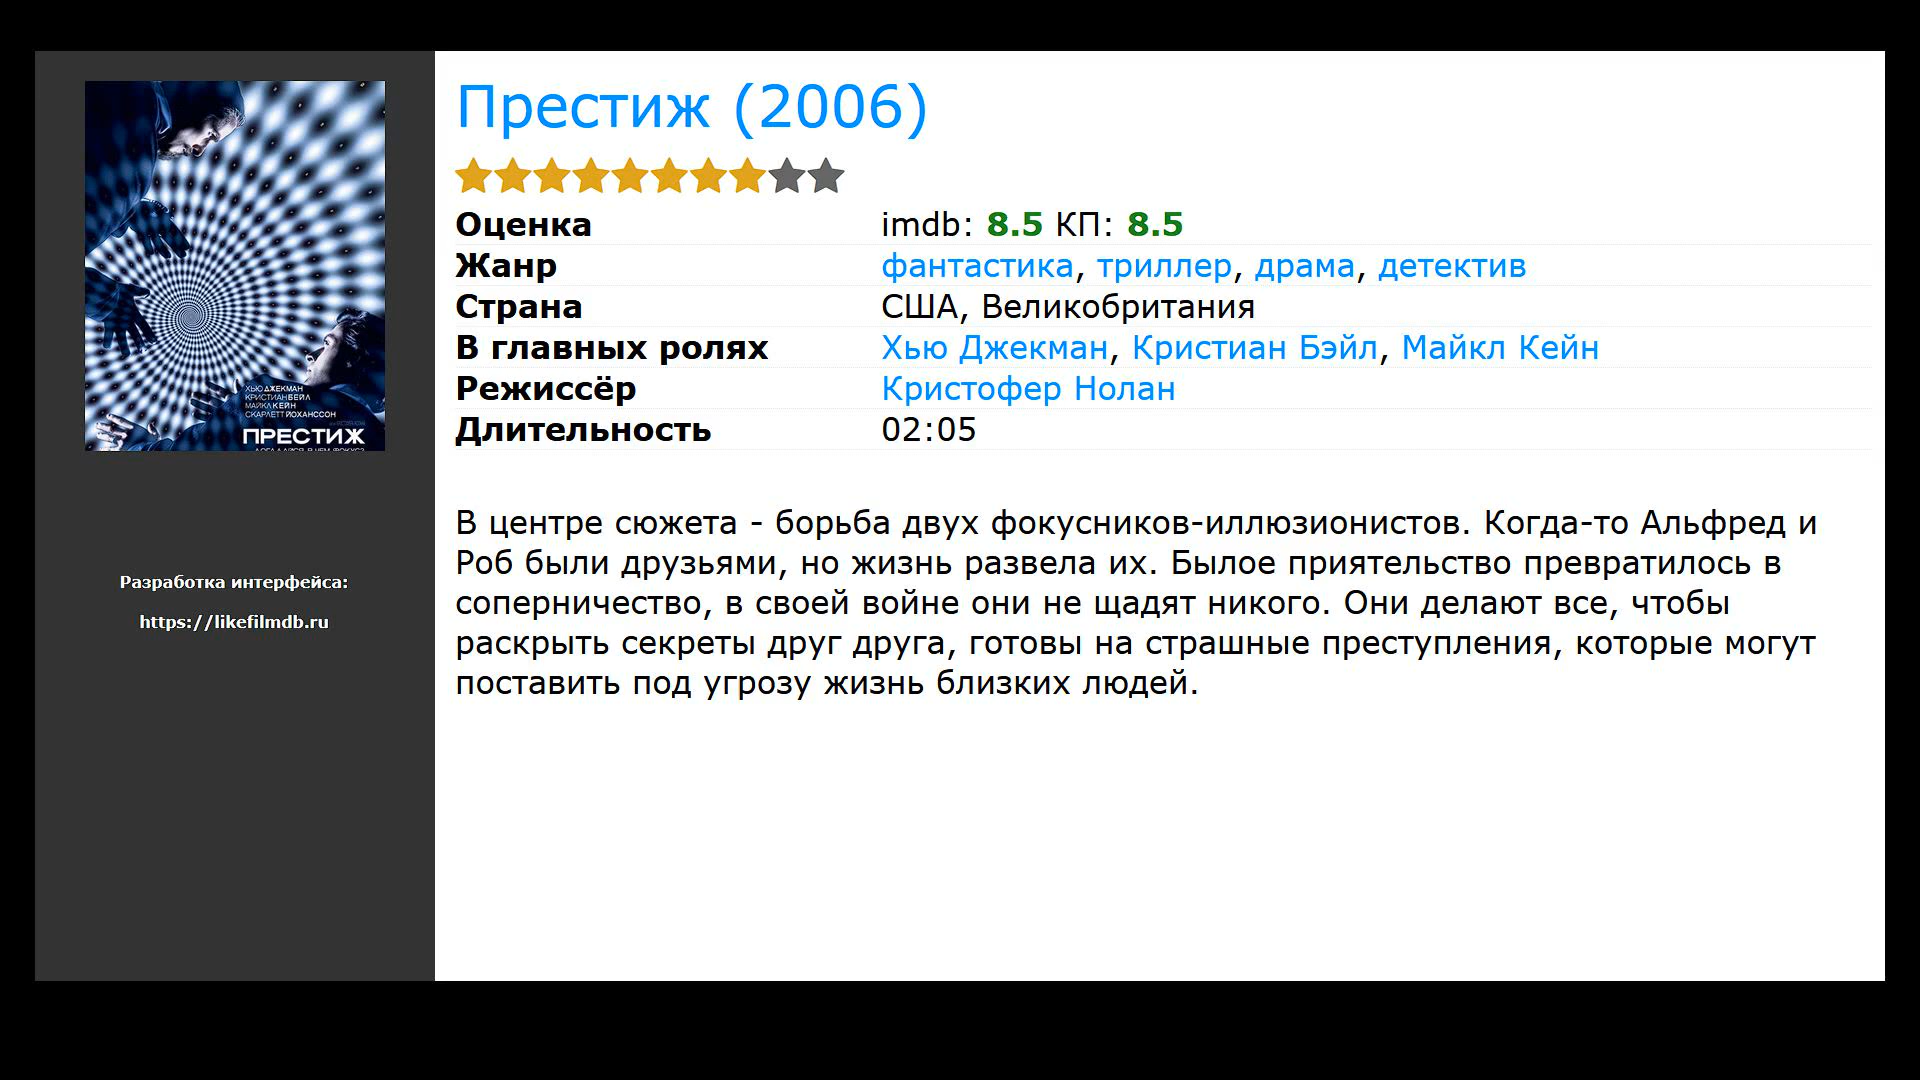 ХЬЮ ДЖЕКМАН
КРИСТИАН БЕЙЛ
МАЙКЛ КЕЙН
СКАРЛЕТТ ЙОХАНССОН
ПРЕСТИЖ
Разработка интерфейса:
https://likefilmdb.ru
Престиж (2006)
Оценка imdb: 8.5 КП: 8.5
Жанр фантастика, триллер, драма, детектив
Страна США, Великобритания
В главных ролях Хью Джекман, Кристиан Бэйл, Майкл Кейн
Режиссёр Кристофер Нолан
Длительность 02:05
В центре сюжета - борьба двух фокусников-иллюзионистов. Когда-то Альфред и
Роб были друзьями, но жизнь развела их. Былое приятельство превратилось в
соперничество, в своей войне они не щадят никого. Они делают все, чтобы
раскрыть секреты друг друга, готовы на страшные преступления, которые могут
поставить под угрозу жизнь близких людей.